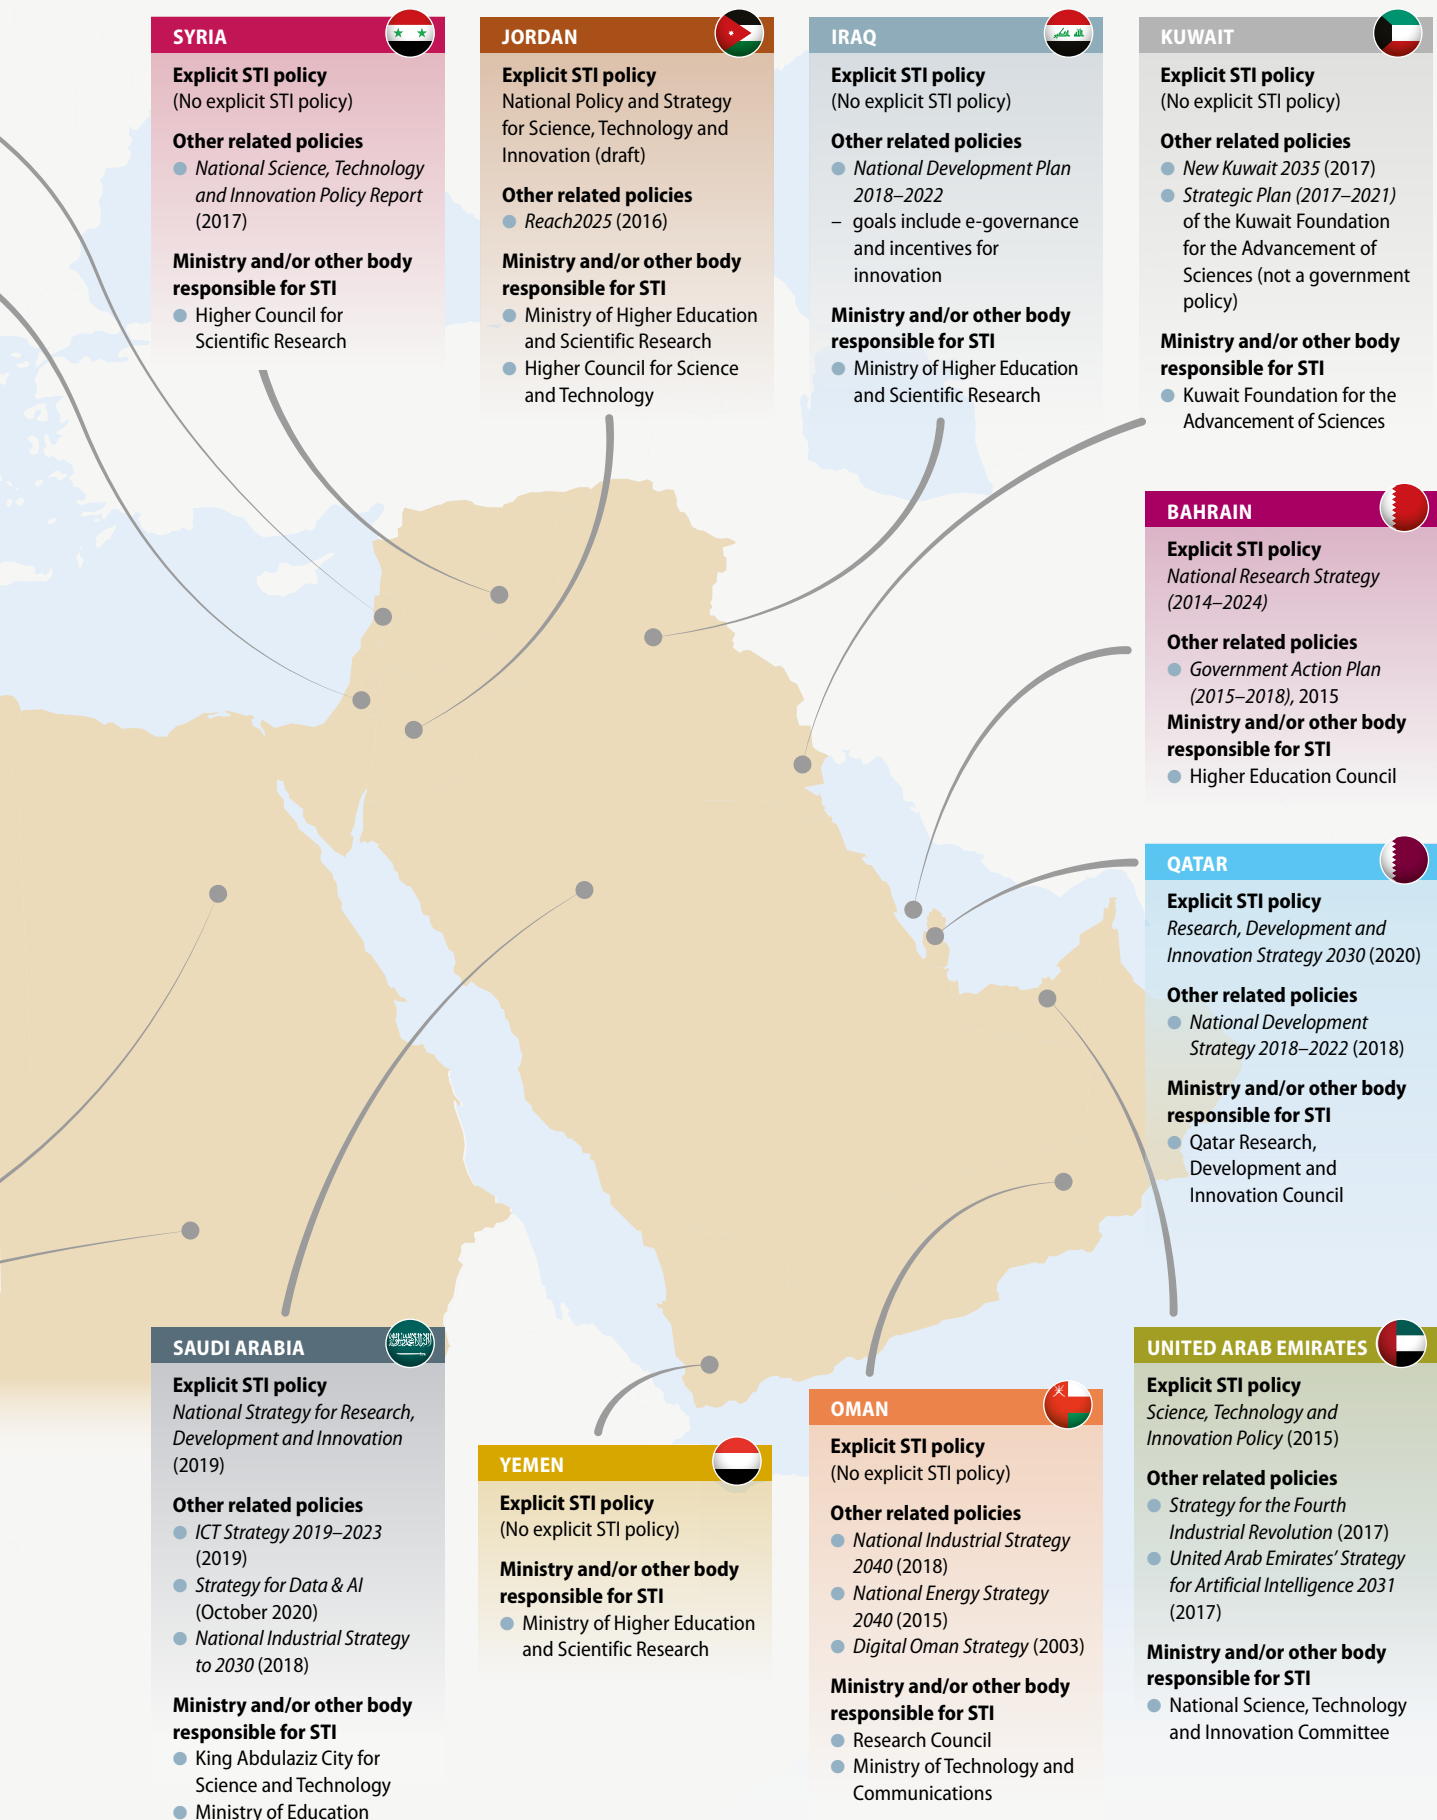 SYRIA
Explicit STI policy
(No explicit STI policy)
Other related policies
● National Science, Technology
and Innovation Policy Report
(2017)
Ministry and/or other body
responsible for STI
● Higher Council for
Scientific Research
JORDAN
Explicit STI policy
National Policy and Strategy
for Science, Technology and
Innovation (draft)
Other related policies
● Reach2025 (2016)
Ministry and/or other body
responsible for STI
● Ministry of Higher Education
and Scientific Research
● Higher Council for Science
and Technology
IRAQ
Explicit STI policy
(No explicit STI policy)
Other related policies
● National Development Plan
2018–2022
– goals include e-governance
and incentives for
innovation
Ministry and/or other body
responsible for STI
● Ministry of Higher Education
and Scientific Research
KUWAIT
Explicit STI policy
(No explicit STI policy)
Other related policies
● New Kuwait 2035 (2017)
● Strategic Plan (2017–2021)
of the Kuwait Foundation
for the Advancement of
Sciences (not a government
policy)
Ministry and/or other body
responsible for STI
● Kuwait Foundation for the
Advancement of Sciences
BAHRAIN
Explicit STI policy
National Research Strategy
(2014–2024)
Other related policies
● Government Action Plan
(2015–2018), 2015
Ministry and/or other body
responsible for STI
● Higher Education Council
QATAR
Explicit STI policy
Research, Development and
Innovation Strategy 2030 (2020)
Other related policies
● National Development
Strategy 2018–2022 (2018)
Ministry and/or other body
responsible for STI
● Qatar Research,
Development and
Innovation Council
SAUDI ARABIA
Explicit STI policy
National Strategy for Research,
Development and Innovation
(2019)
Other related policies
● ICT Strategy 2019–2023
(2019)
● Strategy for Data & AI
(October 2020)
● National Industrial Strategy
to 2030 (2018)
Ministry and/or other body
responsible for STI
● King Abdulaziz City for
Science and Technology
● Ministry of Education
YEMEN
Explicit STI policy
(No explicit STI policy)
Ministry and/or other body
responsible for STI
● Ministry of Higher Education
and Scientific Research
OMAN
Explicit STI policy
(No explicit STI policy)
Other related policies
● National Industrial Strategy
2040 (2018)
● National Energy Strategy
2040 (2015)
● Digital Oman Strategy (2003)
Ministry and/or other body
responsible for STI
● Research Council
● Ministry of Technology and
Communications
UNITED ARAB EMIRATES
Explicit STI policy
Science, Technology and
Innovation Policy (2015)
Other related policies
● Strategy for the Fourth
Industrial Revolution (2017)
● United Arab Emirates' Strategy
for Artificial Intelligence 2031
(2017)
Ministry and/or other body
responsible for STI
● National Science, Technology
and Innovation Committee